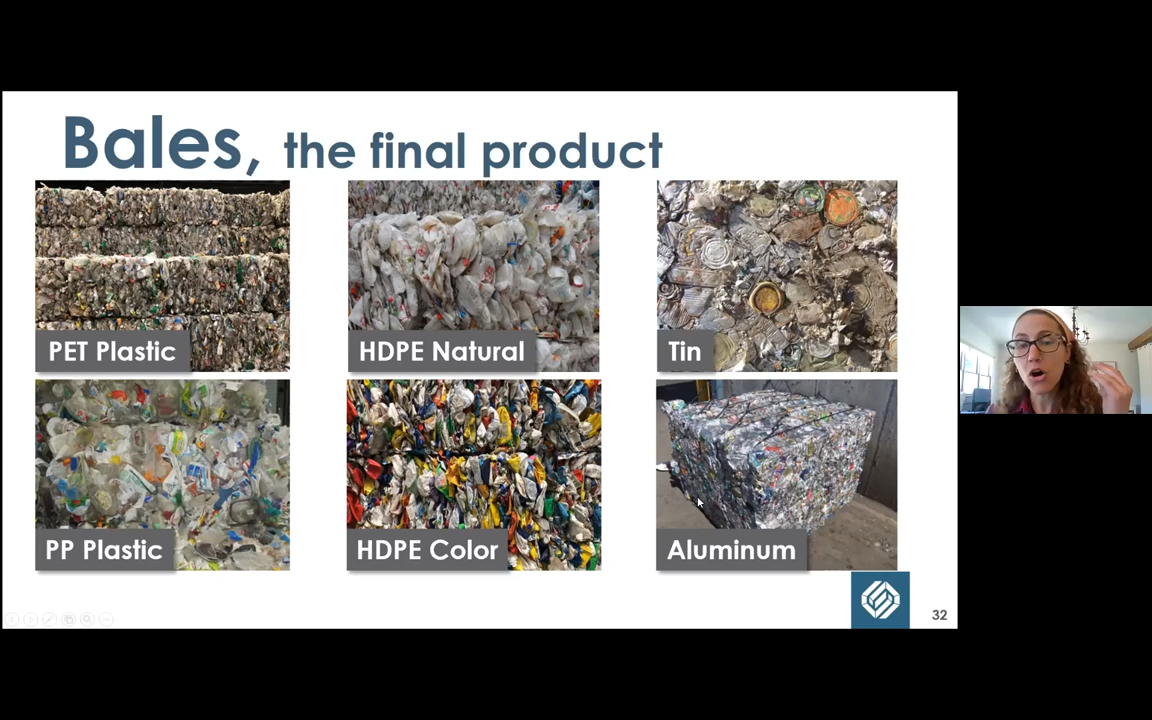 Bales, the final product
PET Plastic
HDPE Natural
Tin
PP Plastic
HDPE Color
Aluminum
32